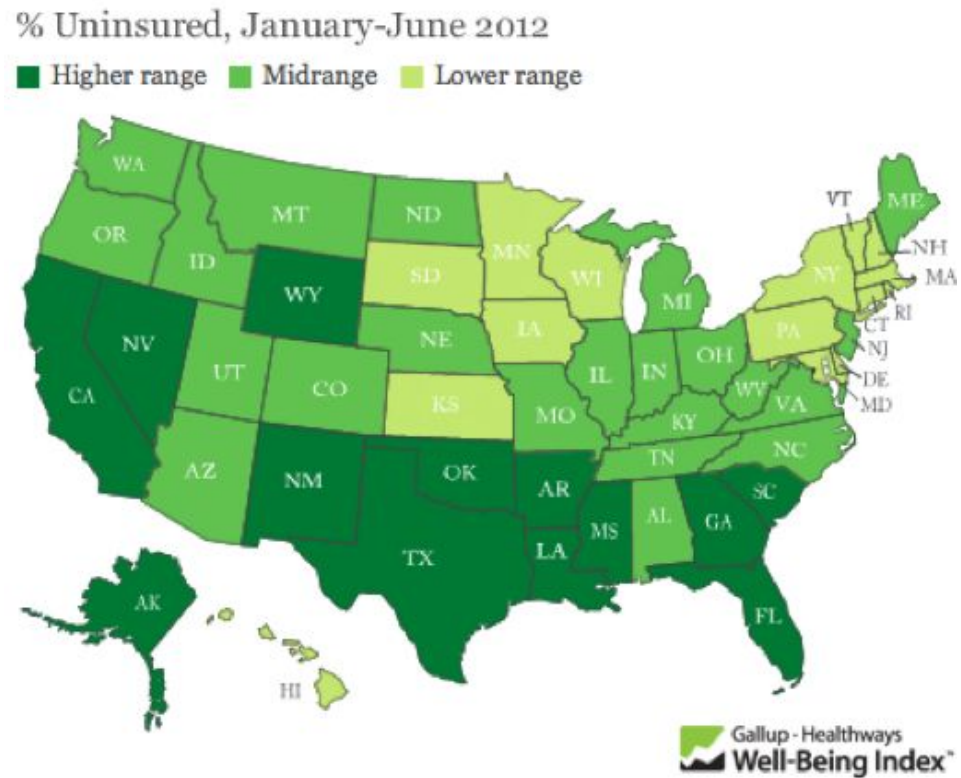 % Uninsured, January-June 2012
Higher range Midrange Lower range
WA
MT
ND
MN
VT
ME
OR
ID
SD
WI
NY
NH
MA
WY
MI
RI
CT
NV
NE
IA
PA
NJ
UT
CO
IL
IN
OH
DE
CA
KS
MO
WV
VA
MD
KY
AZ
NM
OK
AR
TN
NC
TX
LA
MS
AL
GA
SC
AK
FL
HI
Gallup-Healthways
Well-Being Index™